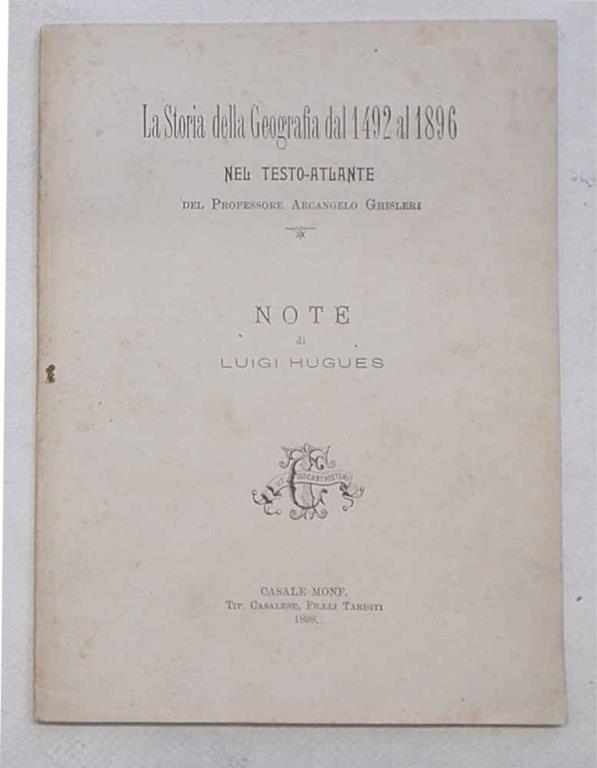 La Storia della Geografia dal 1492 al 1896
NEL TESTO-ATLANTE
DEL PROFESSORE ARCANGELO GHISLERI
NOTE
di
LUIGI HUGUES
CASALE MONF.
TIP. CASALESE, FR.LLI TARDITI
1898.